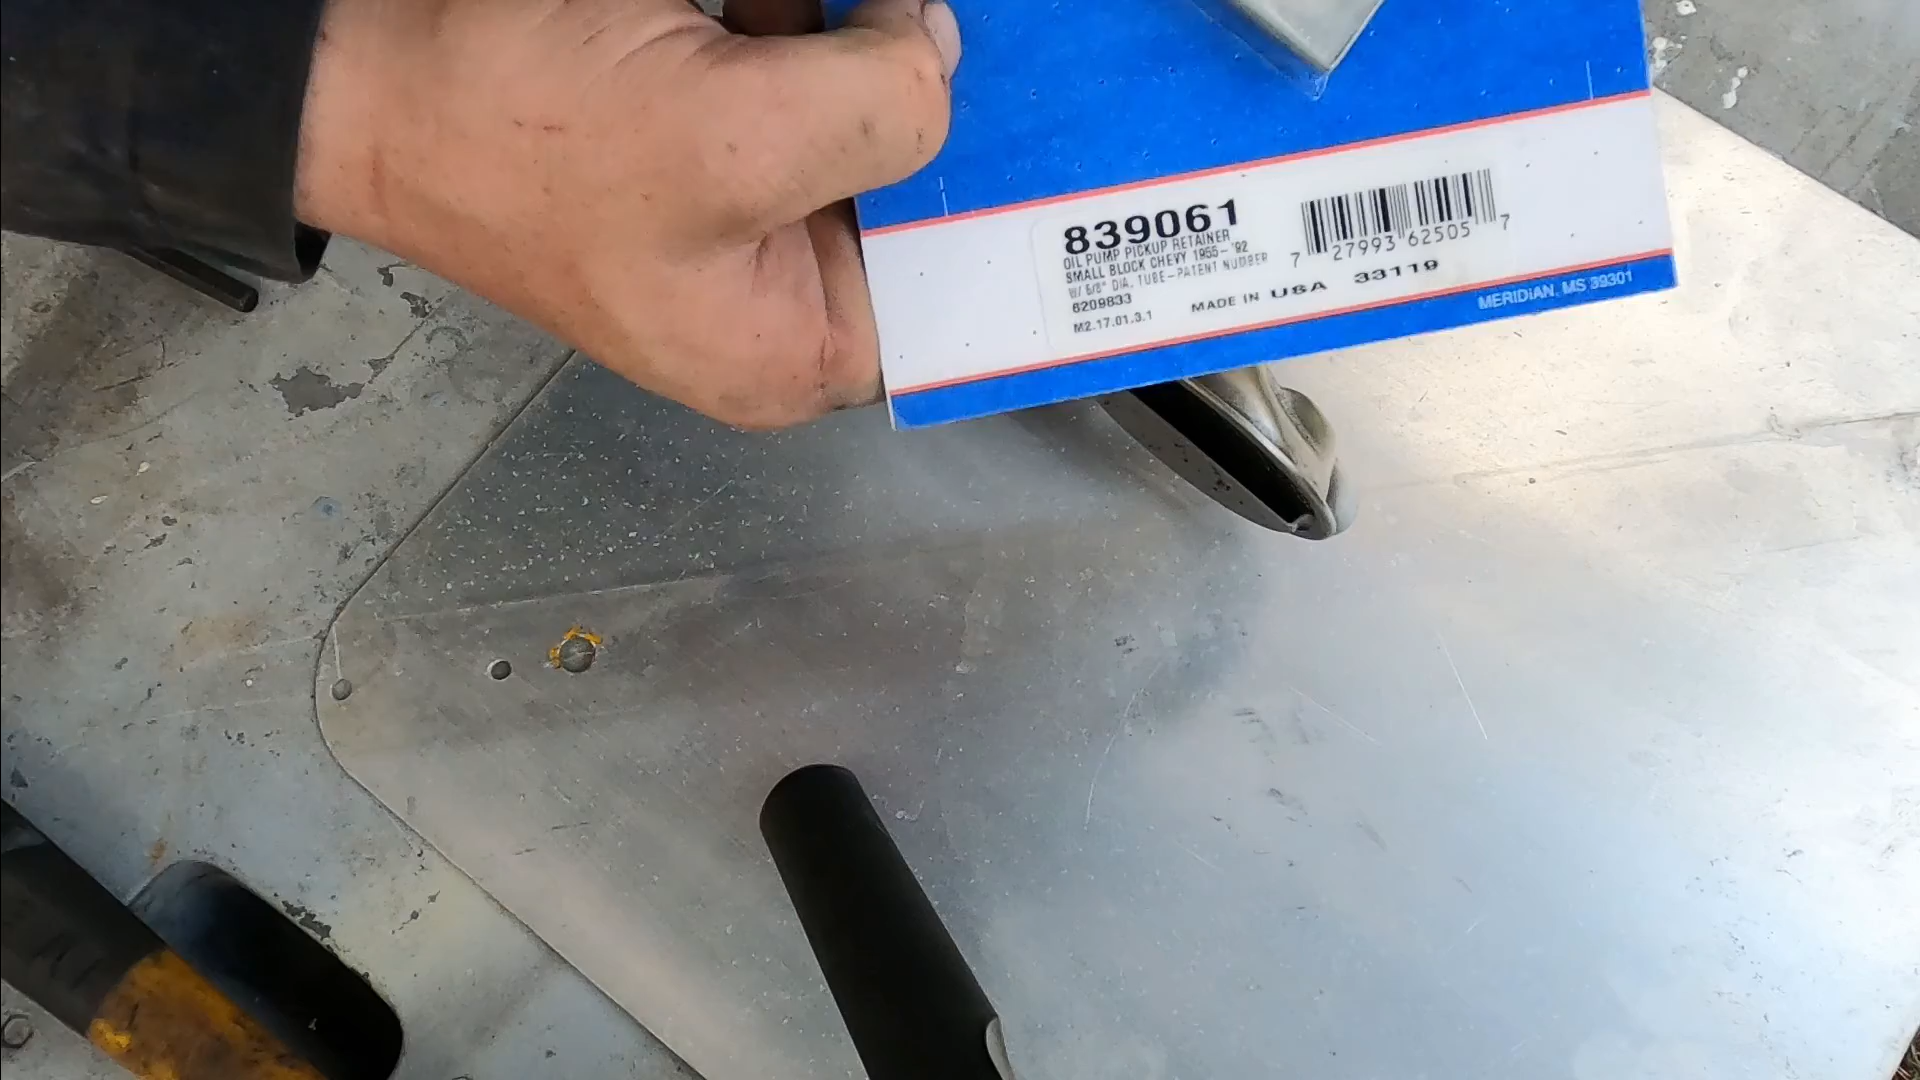 839061
OIL PUMP PICKUP RETAINER
SMALL BLOCK CHEVY 1955-'92
W/ 5/8" DIA. TUBE-PATENT NUMBER
6209833
M2.17.01.3.1
MADE IN USA 33119
7 27993 62505 7
MERIDIAN, MS 39301